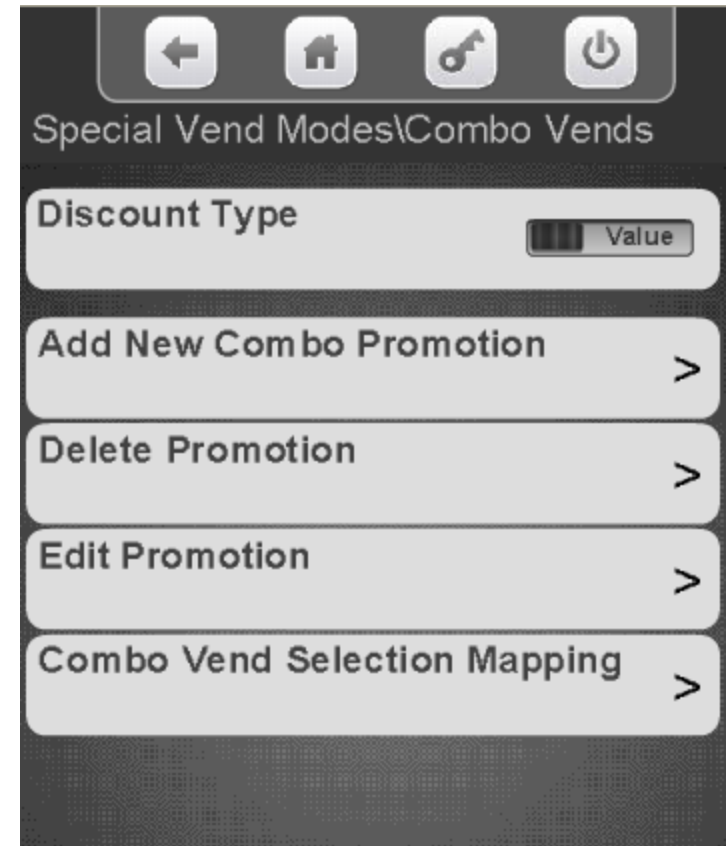 Special Vend Modes\Combo Vends
Discount Type
Value
Add New Combo Promotion
>
Delete Promotion
>
Edit Promotion
>
Combo Vend Selection Mapping
>